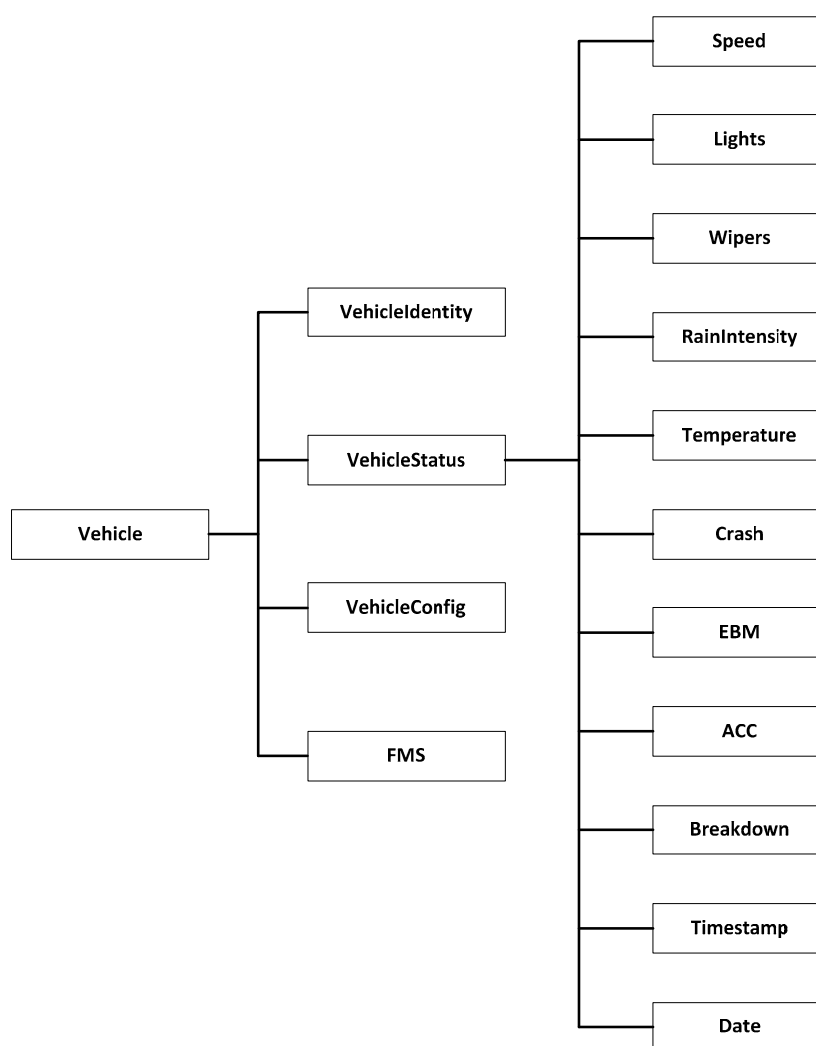 Speed
Lights
Wipers
VehicleIdentity
RainIntensity
Temperature
VehicleStatus
Vehicle
Crash
VehicleConfig
EBM
ACC
FMS
Breakdown
Timestamp
Date